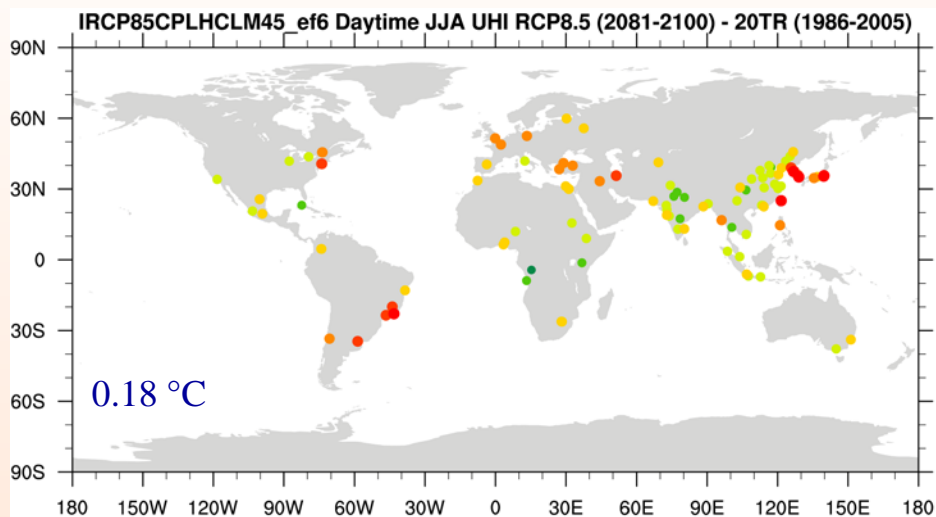 IRCP85CPLHCLM45_ef6 Daytime JJA UHI RCP8.5 (2081-2100) - 20TR (1986-2005)
90N
60N
30N
0
30S
60S
90S
0.18 °C
180 150W 120W 90W 60W 30W 0 30E 60E 90E 120E 150E 180